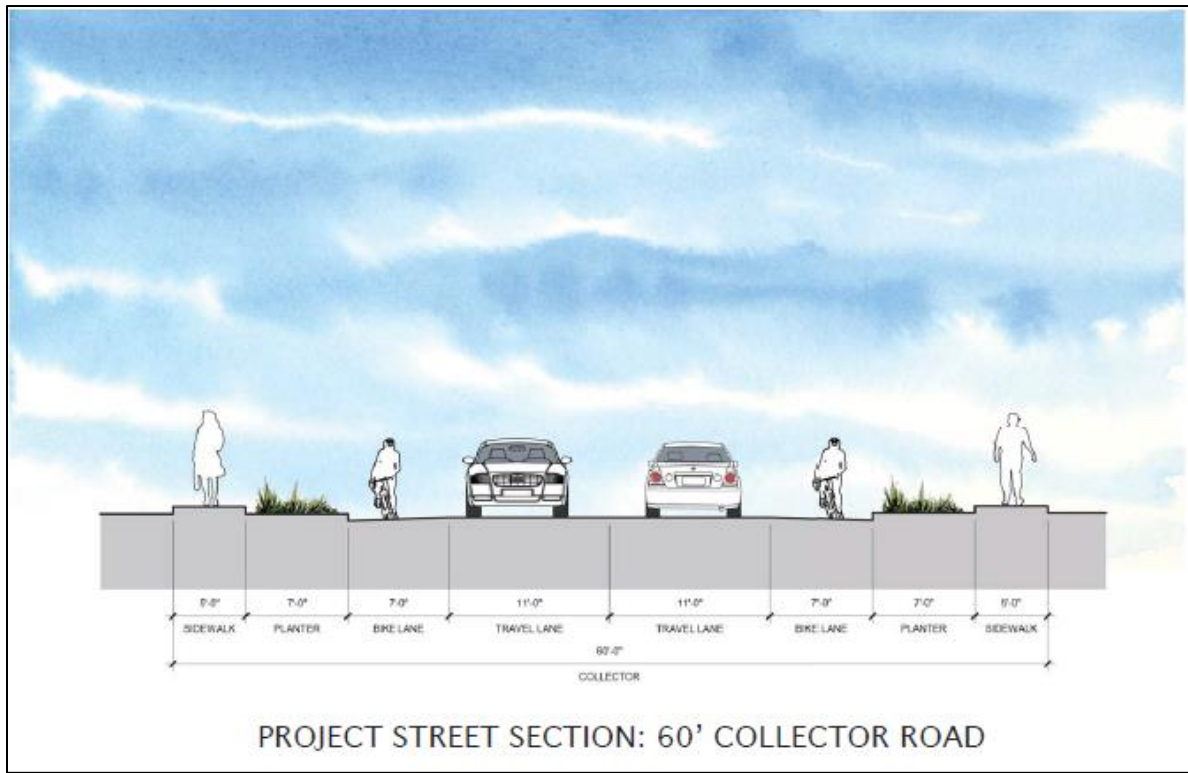 5'-0" 7'-0" 7'-0" 11'-0" 11'-0" 7'-0" 7'-0" 5'-0"
SIDEWALK PLANTER BIKE LANE TRAVEL LANE TRAVEL LANE BIKE LANE PLANTER SIDEWALK
60'-0"
COLLECTOR
PROJECT STREET SECTION: 60' COLLECTOR ROAD